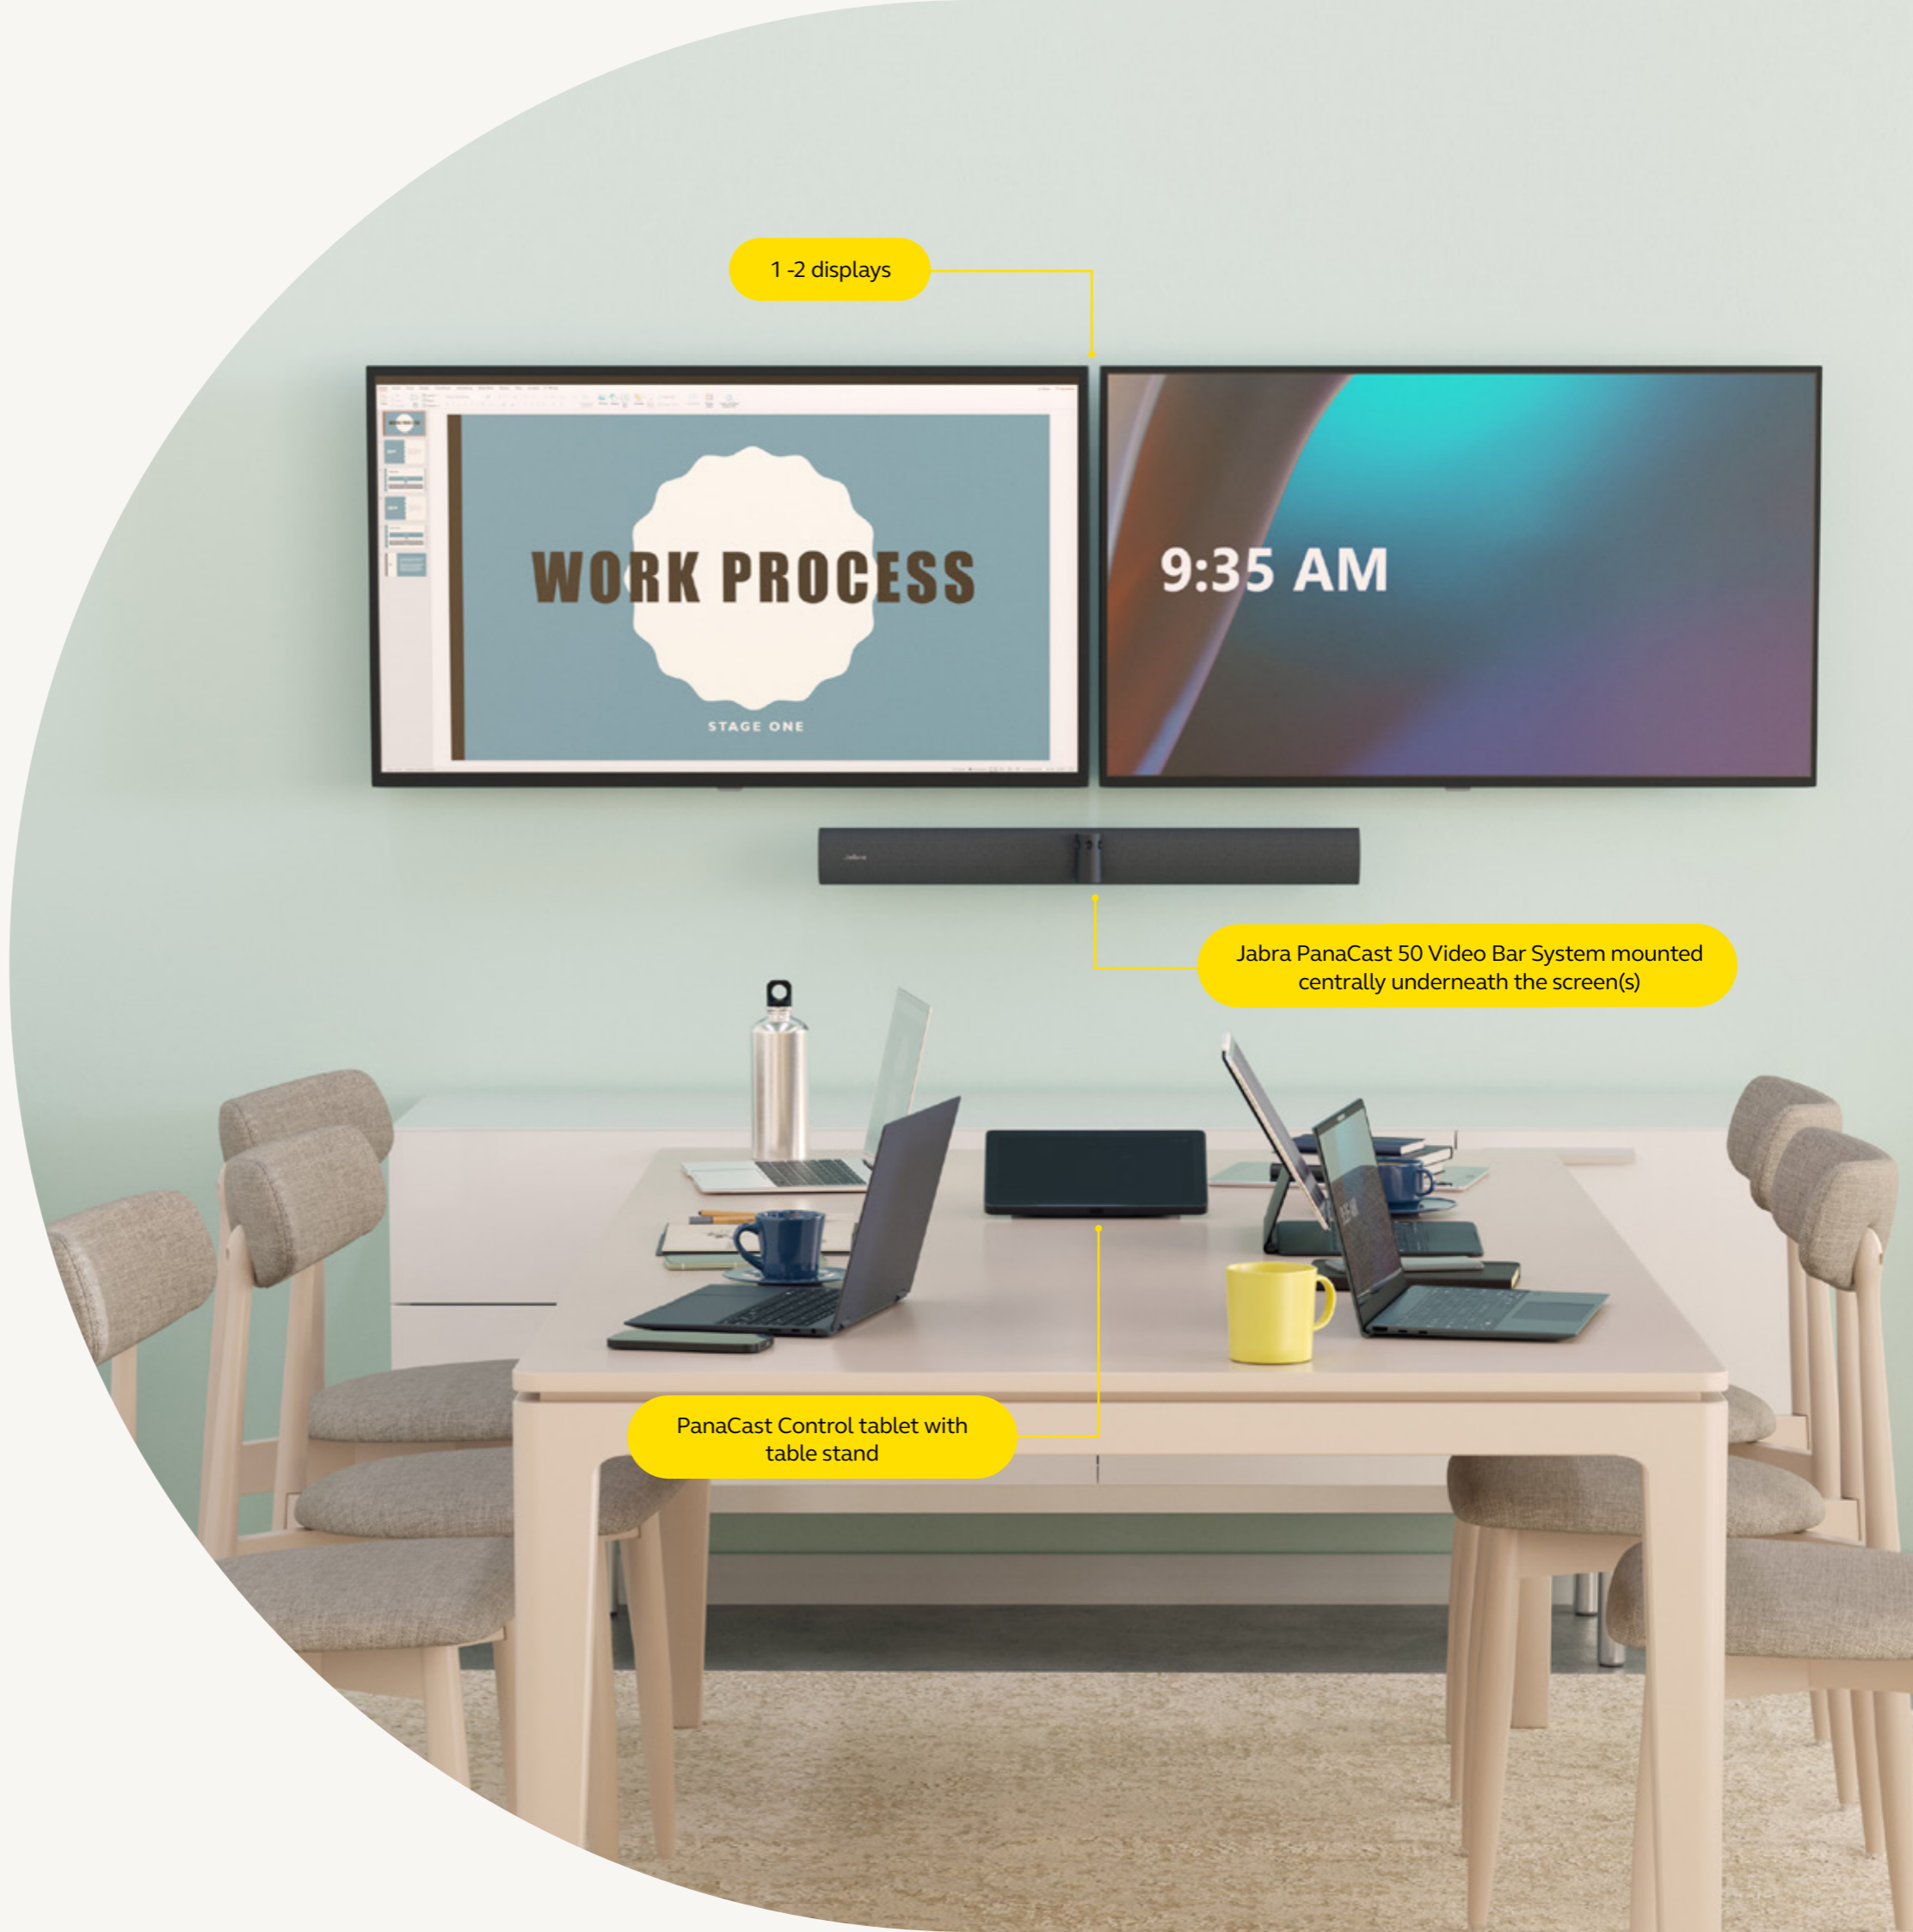 1 -2 displays
WORK PROCESS
STAGE ONE
9:35 AM
Jabra
Jabra PanaCast 50 Video Bar System mounted
centrally underneath the screen(s)
PanaCast Control tablet with
table stand